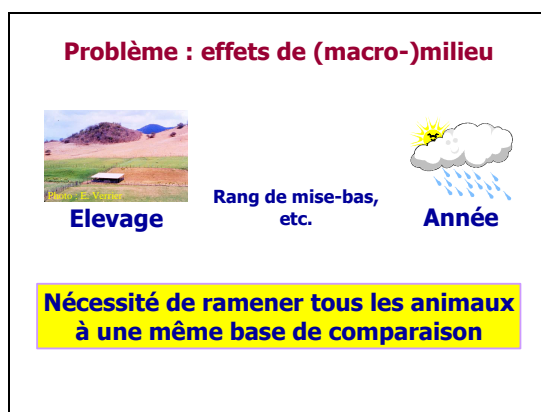 Problème : effets de (macro-)milieu
Photo : E. Verrier
Elevage
Rang de mise-bas,
etc.
Année
Nécessité de ramener tous les animaux
à une même base de comparaison